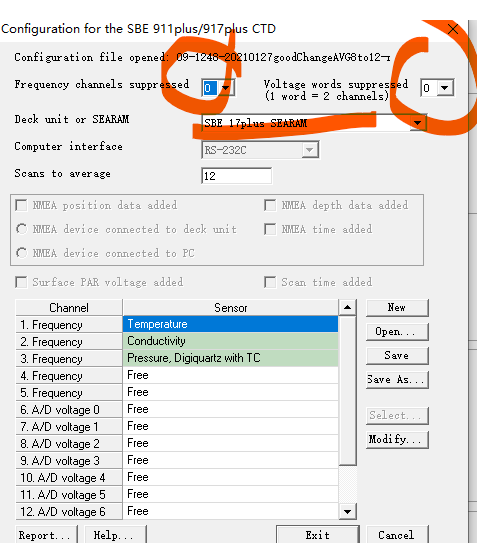 Configuration for the SBE 911plus/917plus CTD
Configuration file opened: 09-1248-20210127goodChangeAVG8to12-r
Frequency channels suppressed 0 Voltage words suppressed 0
(1 word = 2 channels)
Deck unit or SEARAM SBE 17plus SEARAM
Computer interface RS-232C
Scans to average 12
NMEA position data added NMEA depth data added
NMEA device connected to deck unit NMEA time added
NMEA device connected to PC
Surface PAR voltage added Scan time added
Channel Sensor New
1. Frequency Temperature
2. Frequency Conductivity Open...
3. Frequency Pressure, Digiquartz with TC Save
4. Frequency Free Save As...
5. Frequency Free
6. A/D voltage 0 Free Select...
7. A/D voltage 1 Free
8. A/D voltage 2 Free Modify...
9. A/D voltage 3 Free
10. A/D voltage 4 Free
11. A/D voltage 5 Free
12. A/D voltage 6 Free
Report... Help... Exit Cancel